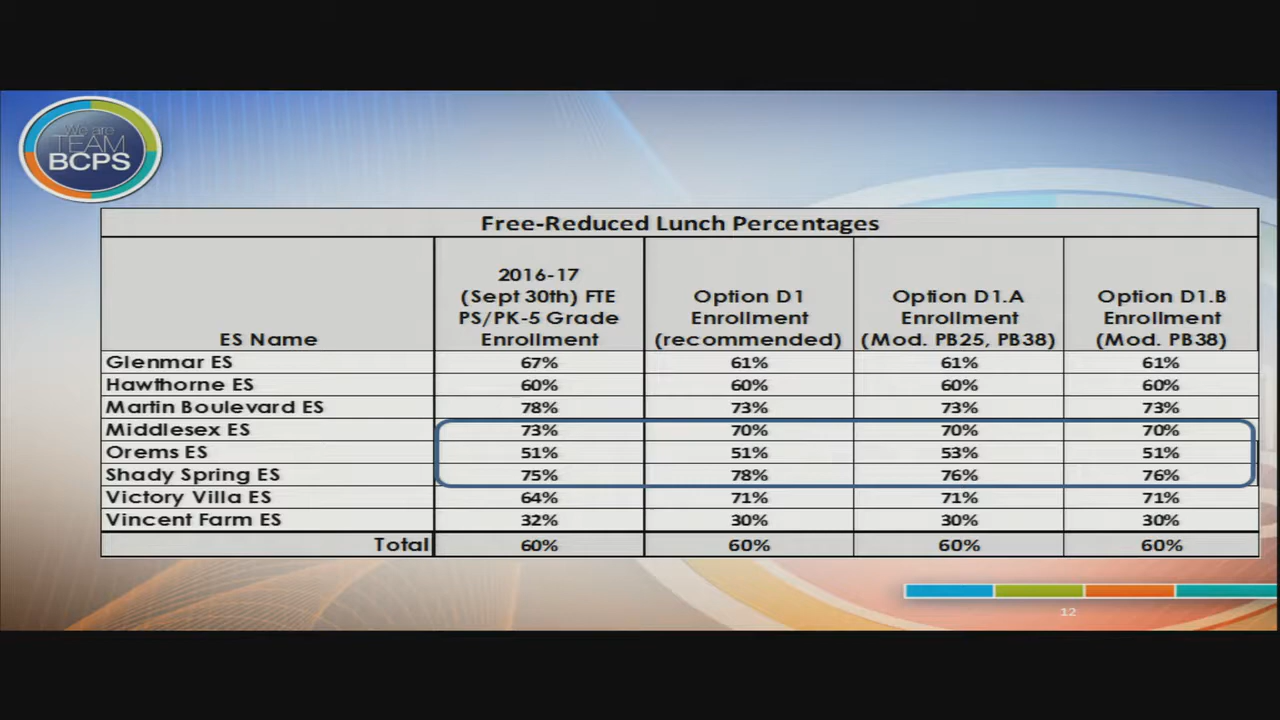 We are
TEAM
BCPS
Free-Reduced Lunch Percentages
ES Name | 2016-17 (Sept 30th) FTE PS/PK-5 Grade Enrollment | Option D1 Enrollment (recommended) | Option D1.A Enrollment (Mod. PB25, PB38) | Option D1.B Enrollment (Mod. PB38)
Glenmar ES 67% 61% 61% 61%
Hawthorne ES 60% 60% 60% 60%
Martin Boulevard ES 78% 73% 73% 73%
Middlesex ES 73% 70% 70% 70%
Orems ES 51% 51% 53% 51%
Shady Spring ES 75% 78% 76% 76%
Victory Villa ES 64% 71% 71% 71%
Vincent Farm ES 32% 30% 30% 30%
Total 60% 60% 60% 60%
12